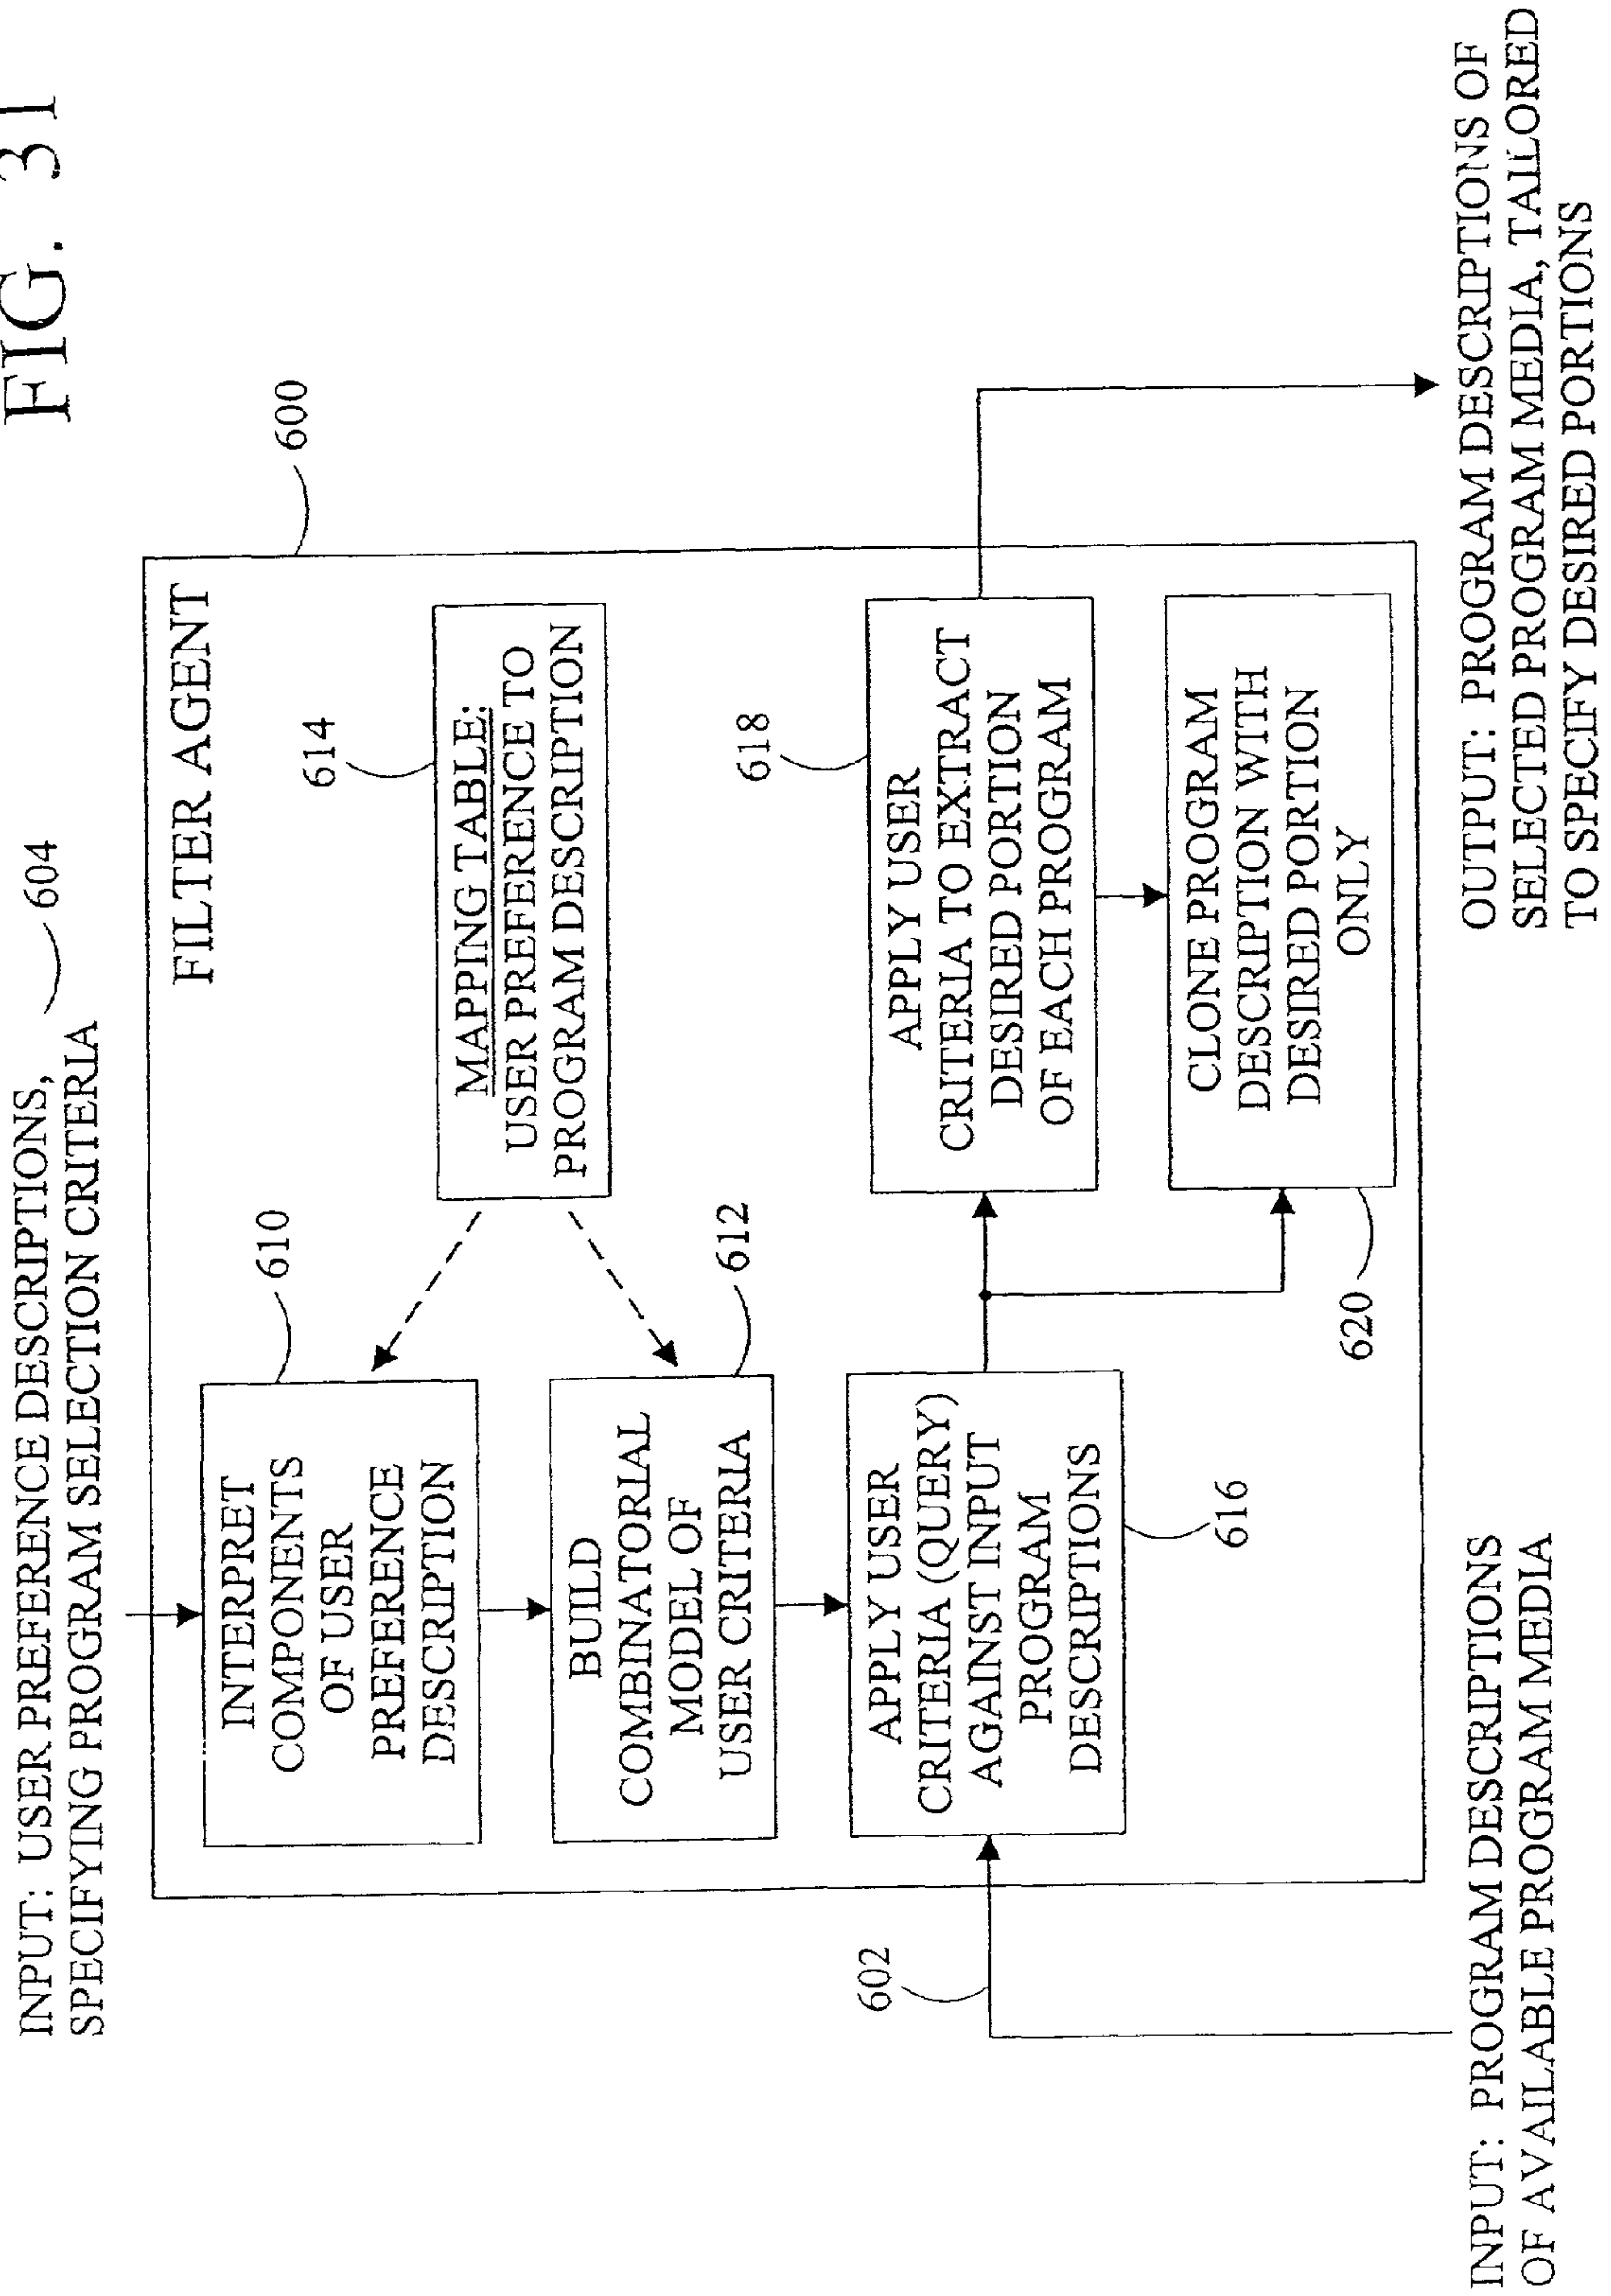 FIG. 31
INPUT: USER PREFERENCE DESCRIPTIONS,
SPECIFYING PROGRAM SELECTION CRITERIA
604
600
FILTER AGENT
610
INTERPRET
COMPONENTS
OF USER
PREFERENCE
DESCRIPTION
614
MAPPING TABLE:
USER PREFERENCE TO
PROGRAM DESCRIPTION
612
BUILD
COMBINATORIAL
MODEL OF
USER CRITERIA
602
APPLY USER
CRITERIA (QUERY)
AGAINST INPUT
PROGRAM
DESCRIPTIONS
616
618
APPLY USER
CRITERIA TO EXTRACT
DESIRED PORTION
OF EACH PROGRAM
620
CLONE PROGRAM
DESCRIPTION WITH
DESIRED PORTION
ONLY
INPUT: PROGRAM DESCRIPTIONS
OF AVAILABLE PROGRAM MEDIA
OUTPUT: PROGRAM DESCRIPTIONS OF
SELECTED PROGRAM MEDIA, TAILORED
TO SPECIFY DESIRED PORTIONS